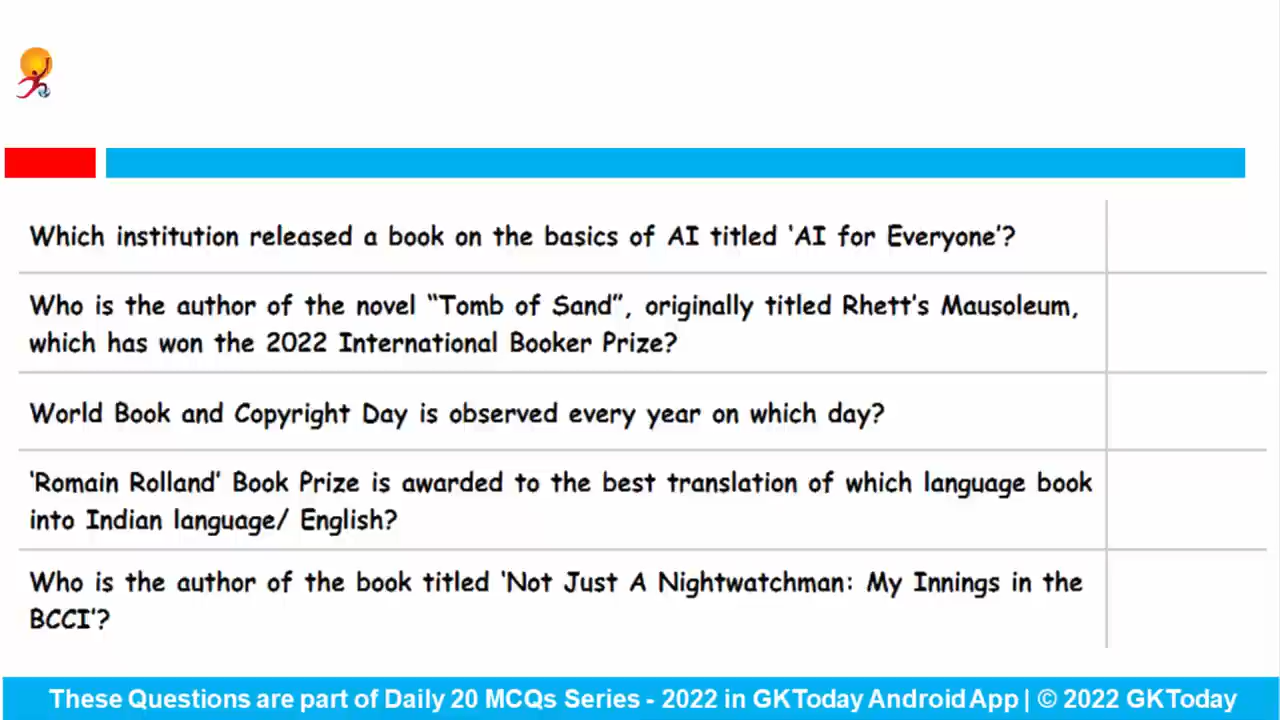 Which institution released a book on the basics of AI titled ‘AI for Everyone’?
Who is the author of the novel “Tomb of Sand”, originally titled Rhett’s Mausoleum,
which has won the 2022 International Booker Prize?
World Book and Copyright Day is observed every year on which day?
‘Romain Rolland’ Book Prize is awarded to the best translation of which language book
into Indian language/ English?
Who is the author of the book titled ‘Not Just A Nightwatchman: My Innings in the
BCCI’?
These Questions are part of Daily 20 MCQs Series - 2022 in GKToday Android App | © 2022 GKToday